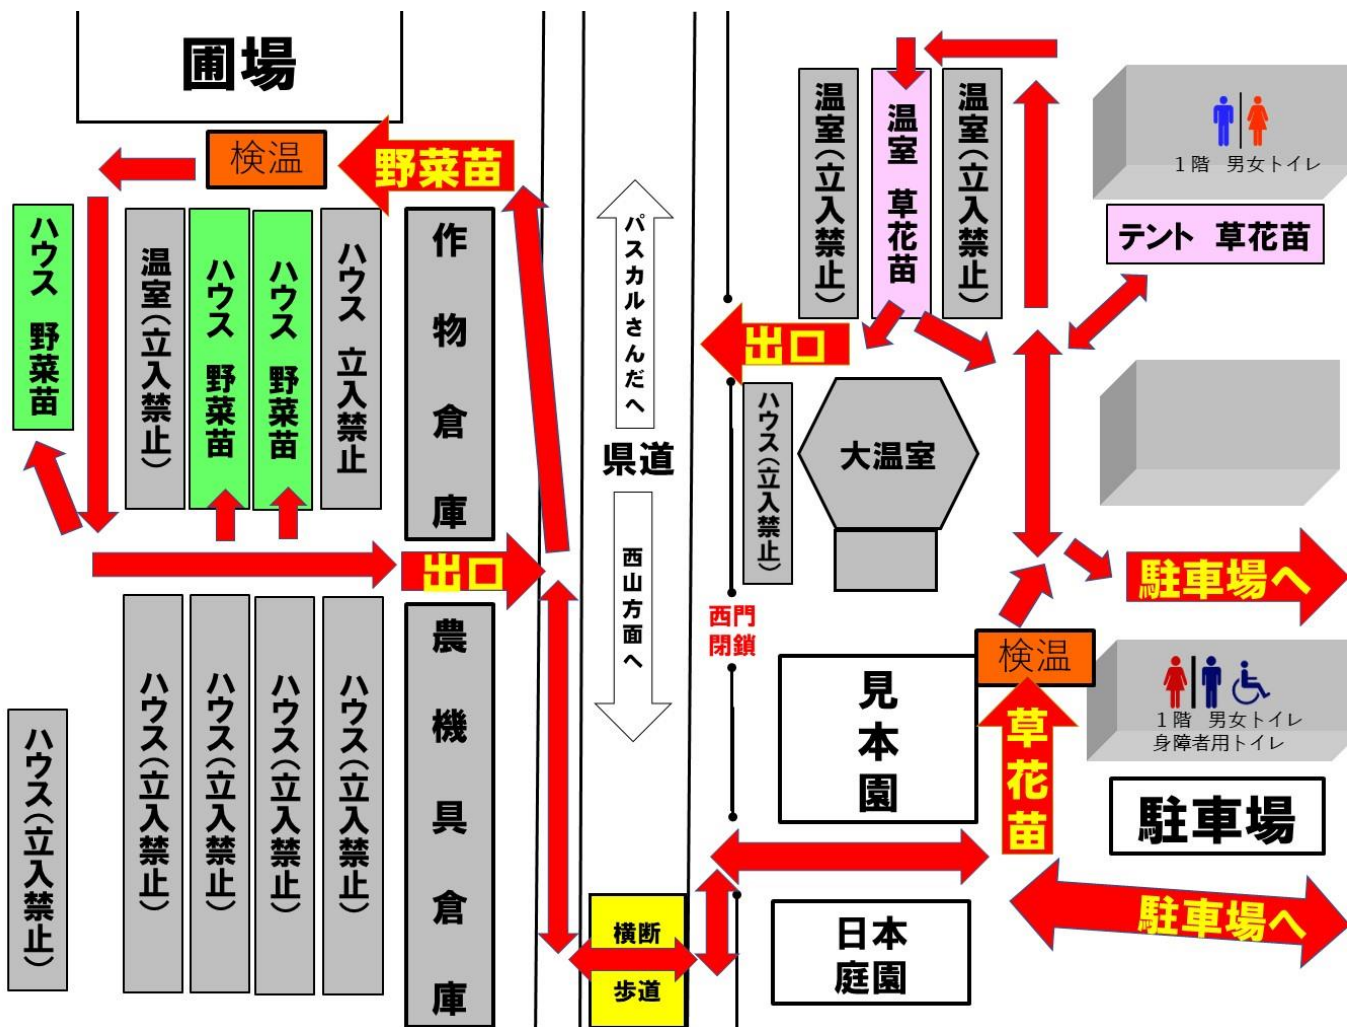 圃場
検温
野菜苗
ハウス 野菜苗
温室(立入禁止)
ハウス 野菜苗
ハウス 野菜苗
ハウス 立入禁止
作物倉庫
出口
ハウス(立入禁止)
ハウス(立入禁止)
ハウス(立入禁止)
ハウス(立入禁止)
ハウス(立入禁止)
農機具倉庫
パスカルさんだへ
県道
西山方面へ
横断
歩道
温室(立入禁止)
温室 草花苗
温室(立入禁止)
1階 男女トイレ
テント 草花苗
出口
ハウス(立入禁止)
大温室
西門
閉鎖
駐車場へ
検温
見本園
草花苗
1階 男女トイレ
身障者用トイレ
駐車場
駐車場へ
日本
庭園